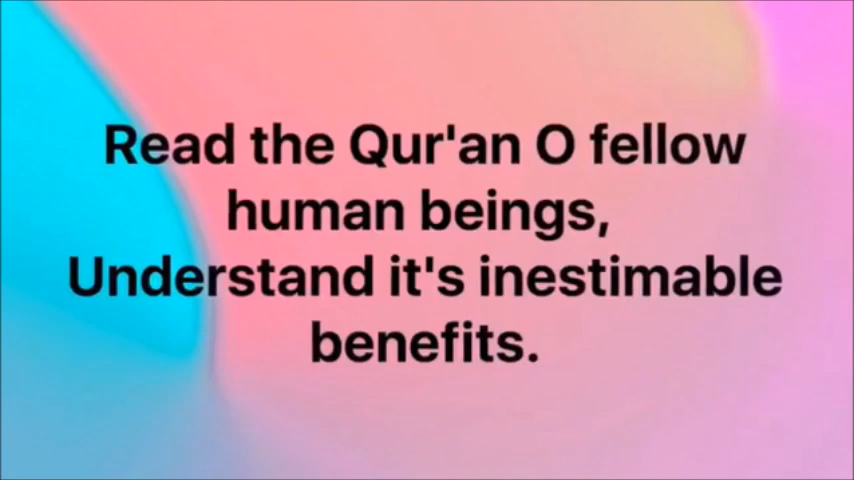 Read the Qur'an O fellow
human beings,
Understand it's inestimable
benefits.